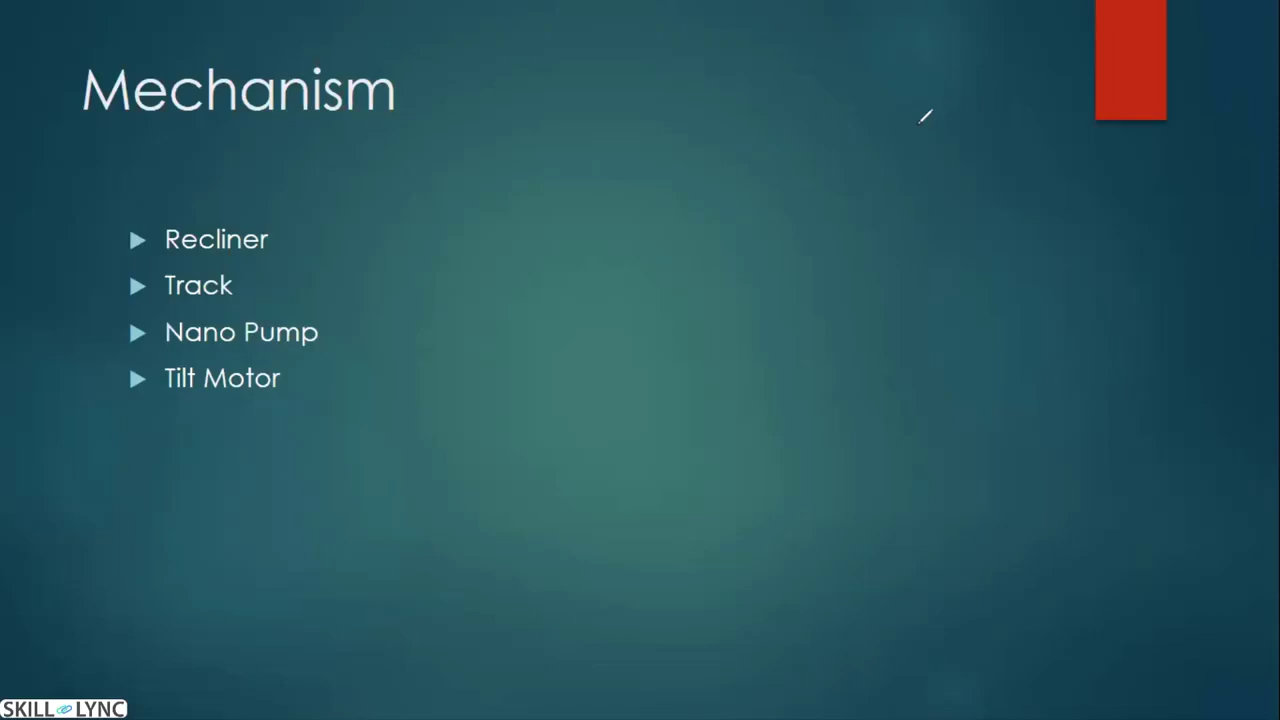 Mechanism
Recliner
Track
Nano Pump
Tilt Motor
SKILL LYNC